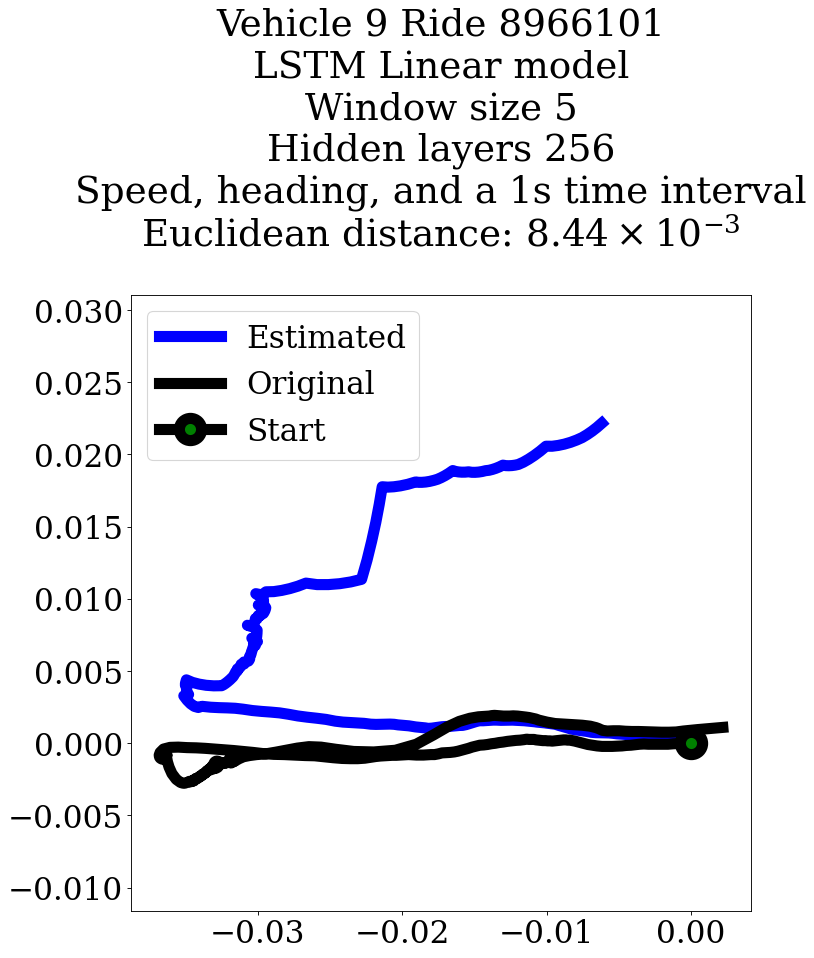 Vehicle 9 Ride 8966101
LSTM Linear model
Window size 5
Hidden layers 256
Speed, heading, and a 1s time interval
Euclidean distance: 8.44 × 10⁻³
Estimated
Original
Start
0.030
0.025
0.020
0.015
0.010
0.005
0.000
−0.005
−0.010
−0.03 −0.02 −0.01 0.00